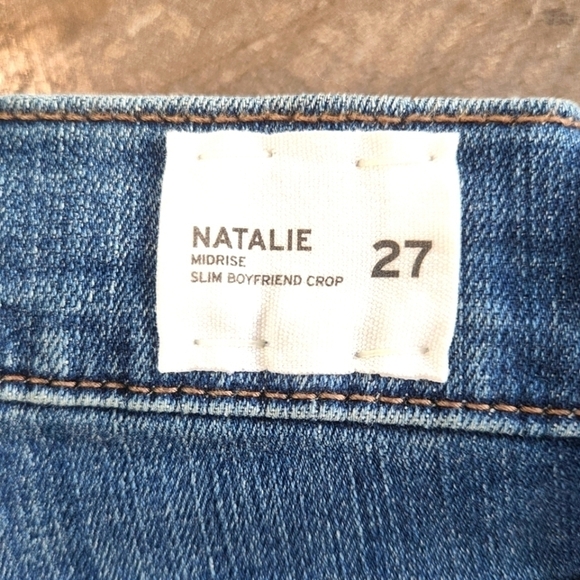 NATALIE
MIDRISE
SLIM BOYFRIEND CROP
27